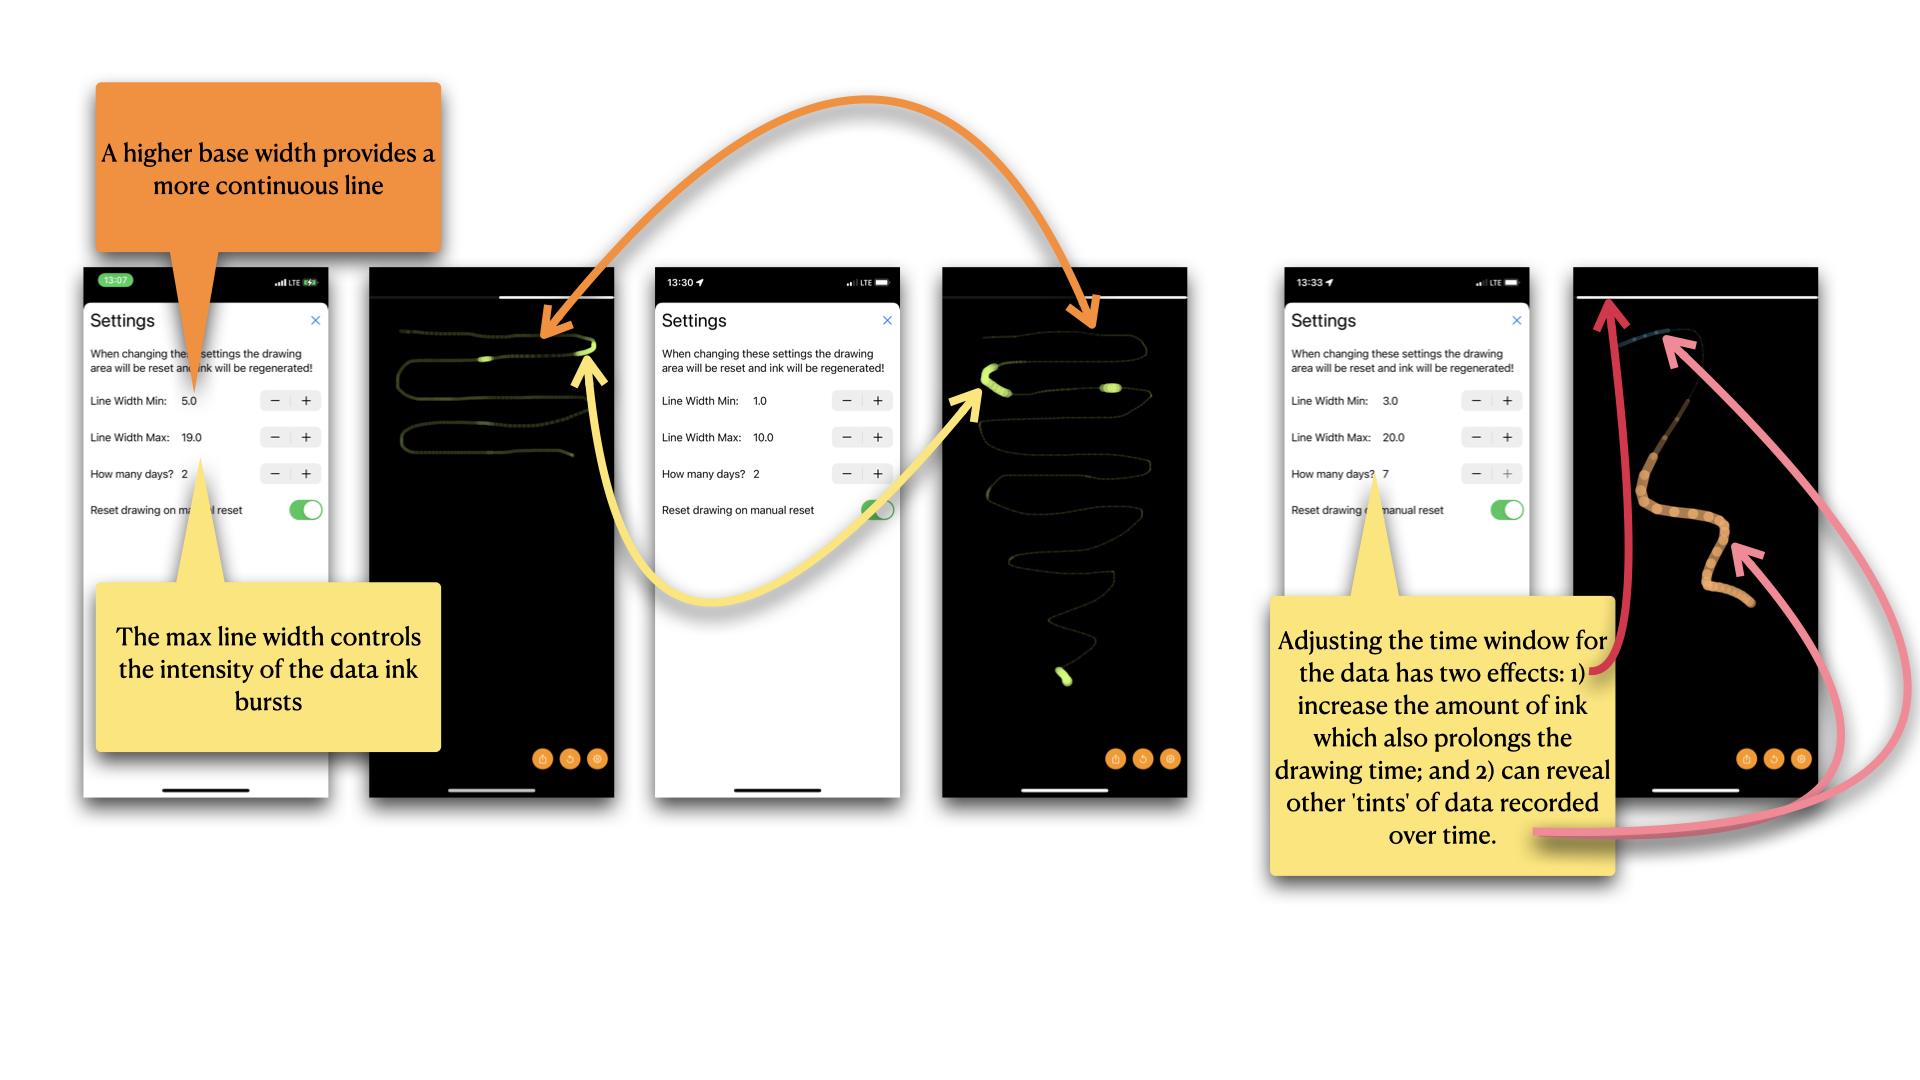 A higher base width provides a
more continuous line
13:07
LTE
Settings
When changing these settings the drawing
area will be reset and ink will be regenerated!
Line Width Min: 5.0
Line Width Max: 19.0
How many days? 2
Reset drawing on manual reset
The max line width controls
the intensity of the data ink
bursts
13:30
LTE
Settings
When changing these settings the drawing
area will be reset and ink will be regenerated!
Line Width Min: 1.0
Line Width Max: 10.0
How many days? 2
Reset drawing on manual reset
13:33
LTE
Settings
When changing these settings the drawing
area will be reset and ink will be regenerated!
Line Width Min: 3.0
Line Width Max: 20.0
How many days? 7
Reset drawing on manual reset
Adjusting the time window for
the data has two effects: 1)
increase the amount of ink
which also prolongs the
drawing time; and 2) can reveal
other 'tints' of data recorded
over time.